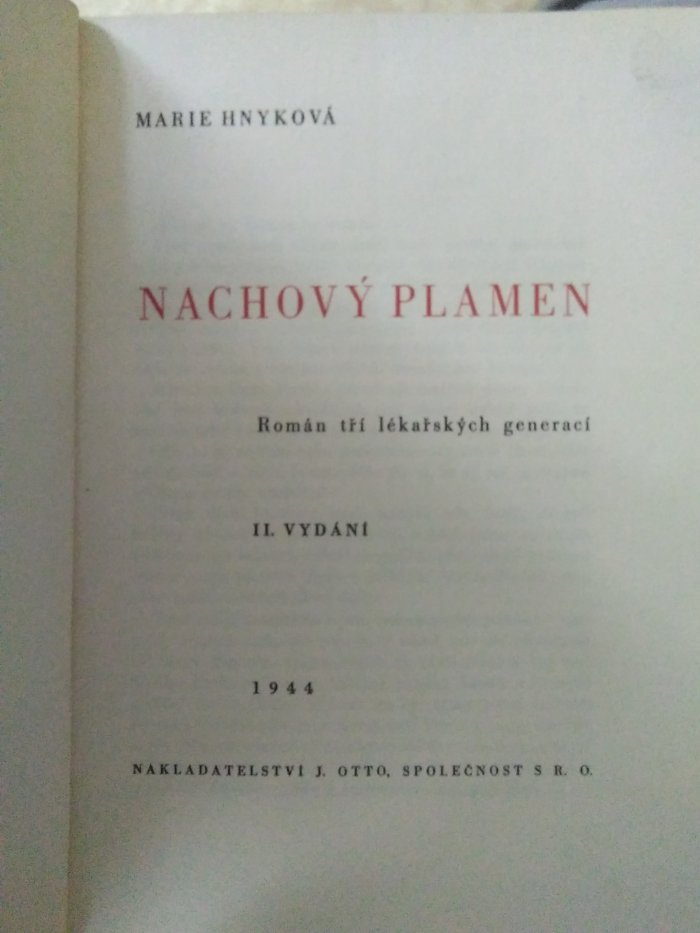 MARIE HNYKOVÁ
NACHOVÝ PLAMEN
Román tří lékařských generací
II. VYDÁNÍ
1944
NAKLADATELSTVÍ J. OTTO, SPOLEČNOST S R. O.